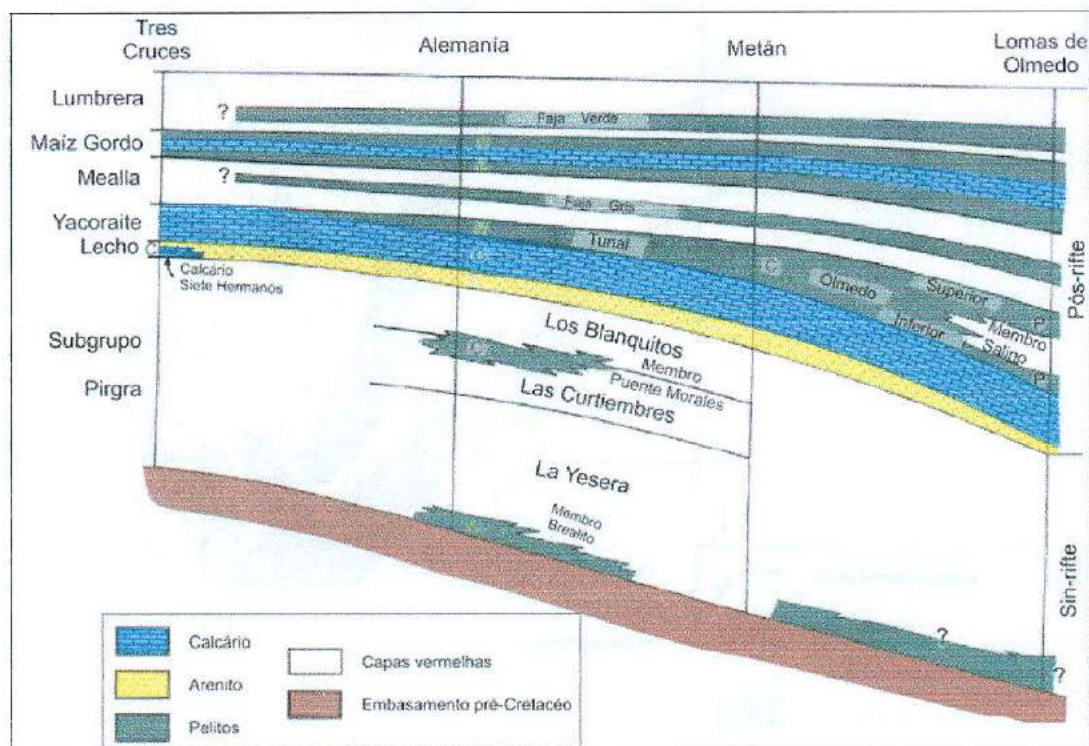 Tres
Cruces
Alemanía
Metán
Lomas de
Olmedo
Lumbrera
Maíz Gordo
Mealla
Yacoraite
Lecho
Calcário
Siete Hermanos
Subgrupo
Pirgra
?
Faja Verde
?
Faja Gris
Tunal
C
Olmedo
Superior
Inferior
Membro
Saligo
?
?
Pós-rifte
Los Blanquitos
Membro
Puente Morales
Las Curtiembres
La Yesera
Membro
Brealito
?
?
Sin-rifte
Calcário
Arenito
Pelitos
Capas vermelhas
Embasamento pré-Cretacéo